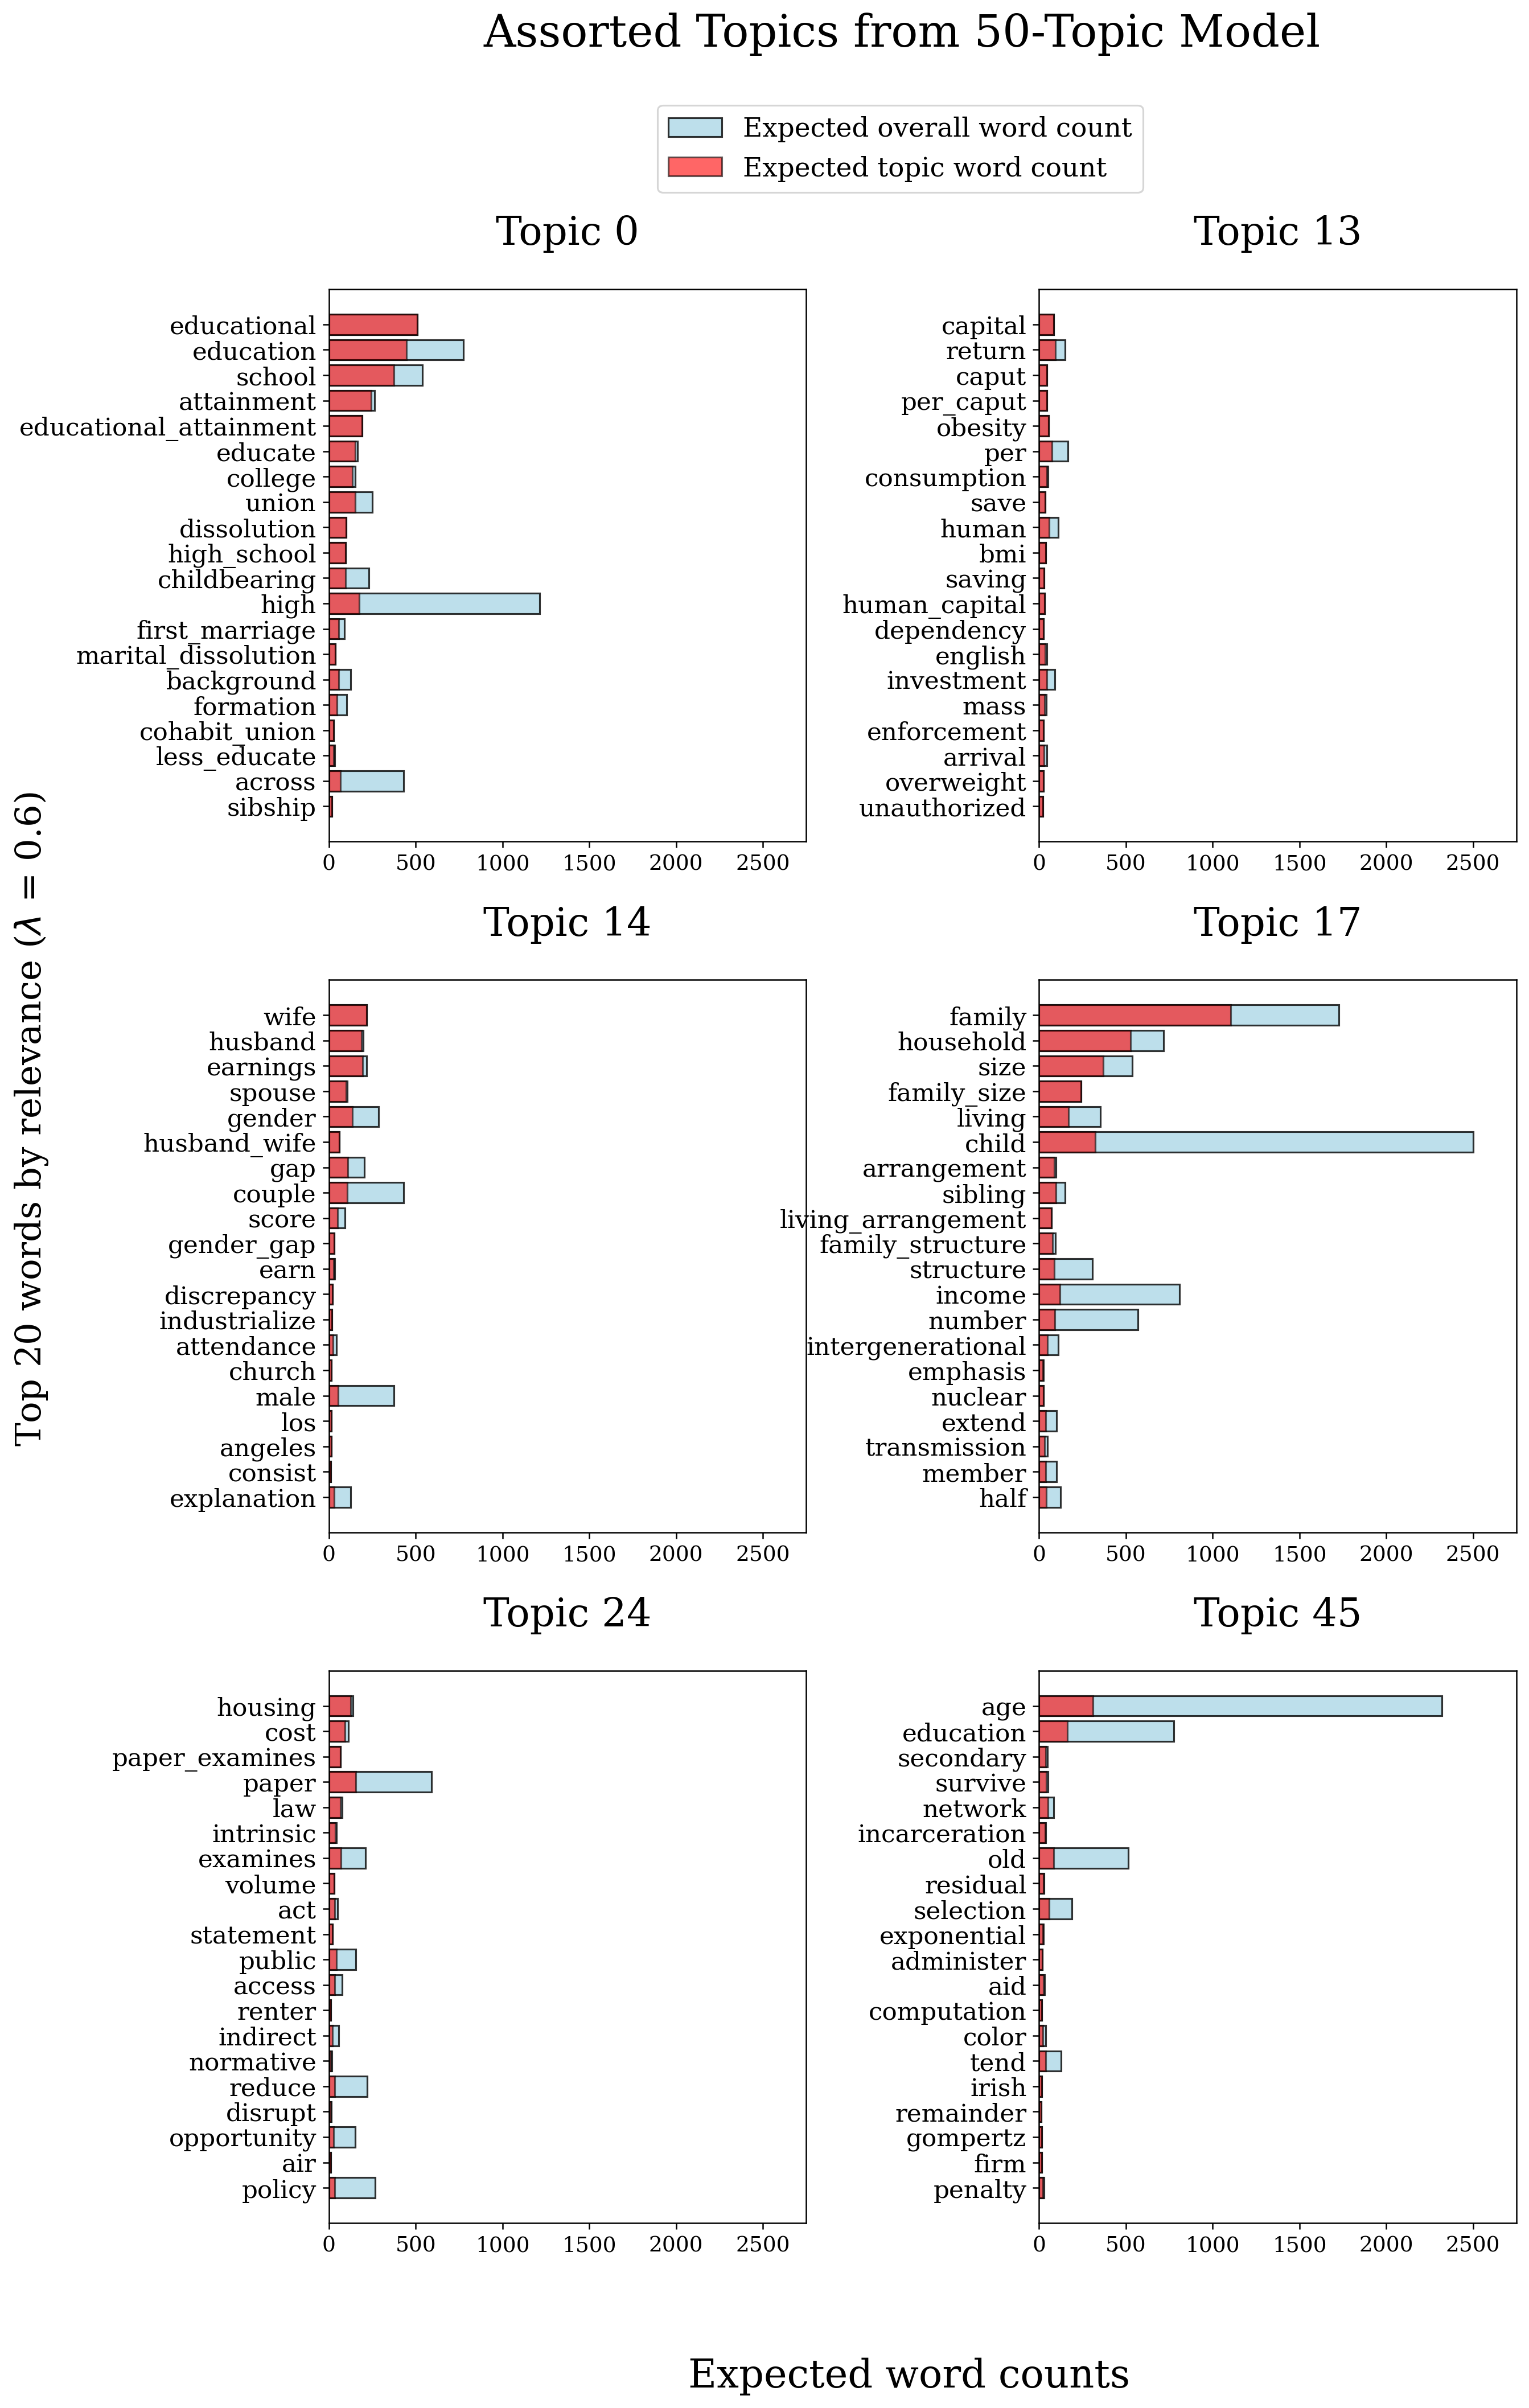 Assorted Topics from 50-Topic Model
Expected overall word count
Expected topic word count
Top 20 words by relevance (λ = 0.6)
Topic 0
educational
education
school
attainment
educational_attainment
educate
college
union
dissolution
high_school
childbearing
high
first_marriage
marital_dissolution
background
formation
cohabit_union
less_educate
across
sibship
0 500 1000 1500 2000 2500
Topic 13
capital
return
caput
per_caput
obesity
per
consumption
save
human
bmi
saving
human_capital
dependency
english
investment
mass
enforcement
arrival
overweight
unauthorized
0 500 1000 1500 2000 2500
Topic 14
wife
husband
earnings
spouse
gender
husband_wife
gap
couple
score
gender_gap
earn
discrepancy
industrialize
attendance
church
male
los
angeles
consist
explanation
0 500 1000 1500 2000 2500
Topic 17
family
household
size
family_size
living
child
arrangement
sibling
living_arrangement
family_structure
structure
income
number
intergenerational
emphasis
nuclear
extend
transmission
member
half
0 500 1000 1500 2000 2500
Topic 24
housing
cost
paper_examines
paper
law
intrinsic
examines
volume
act
statement
public
access
renter
indirect
normative
reduce
disrupt
opportunity
air
policy
0 500 1000 1500 2000 2500
Topic 45
age
education
secondary
survive
network
incarceration
old
residual
selection
exponential
administer
aid
computation
color
tend
irish
remainder
gompertz
firm
penalty
0 500 1000 1500 2000 2500
Expected word counts